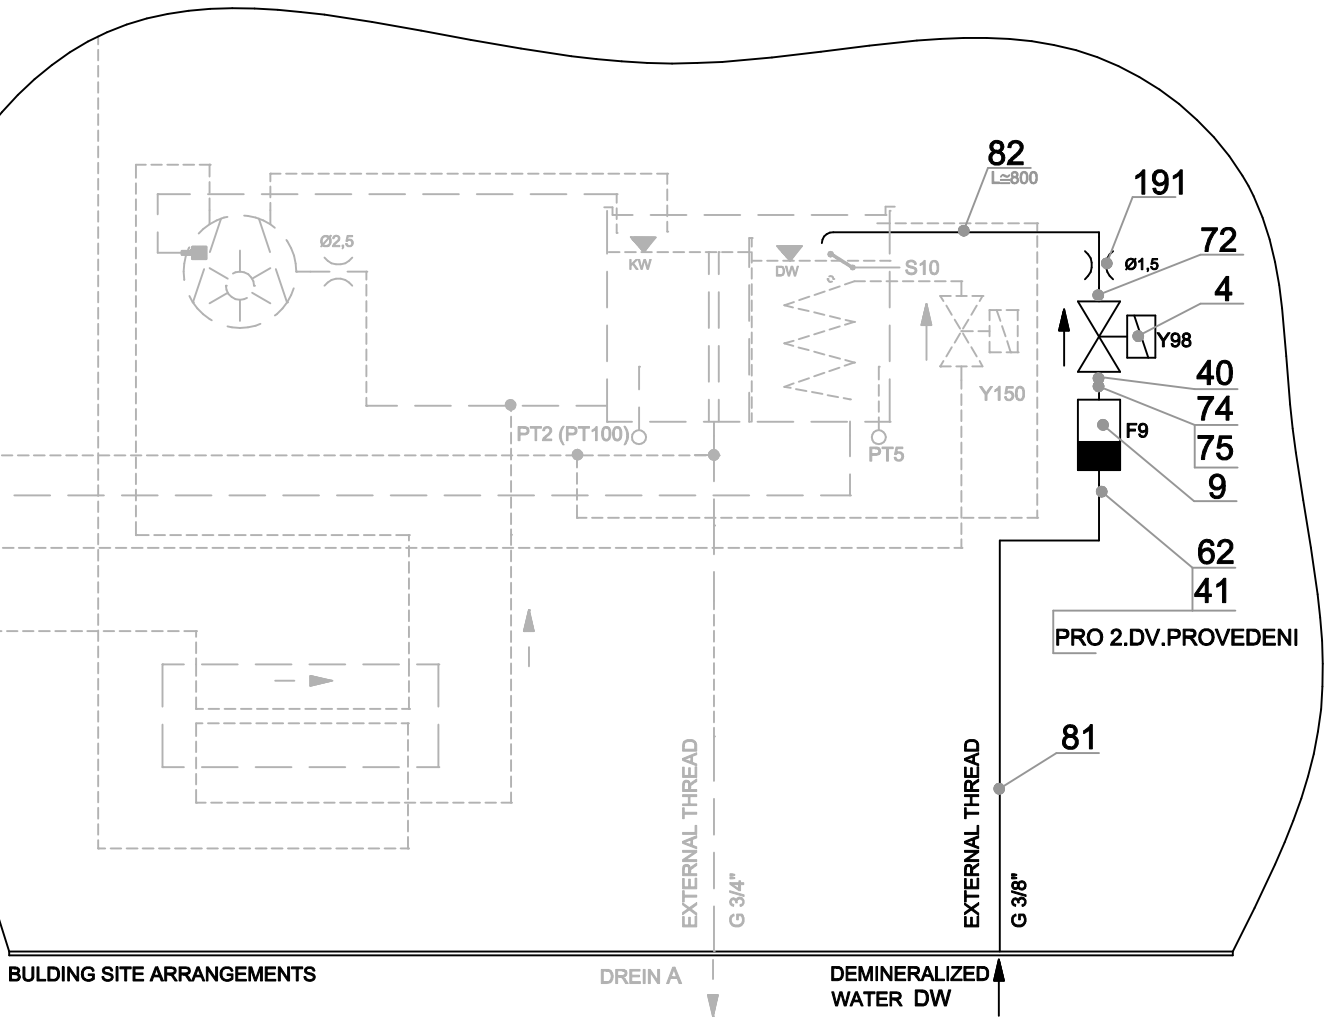 82
L≃800
191
72
Ø2,5
KW
DW
S10
Ø1,5
4
Y98
40
Y150
74
PT2 (PT100)
F9
PT5
75
9
62
41
PRO 2.DV.PROVEDENI
81
EXTERNAL THREAD
G 3/4"
EXTERNAL THREAD
G 3/8"
BULDING SITE ARRANGEMENTS
DREIN A
DEMINERALIZED
WATER DW